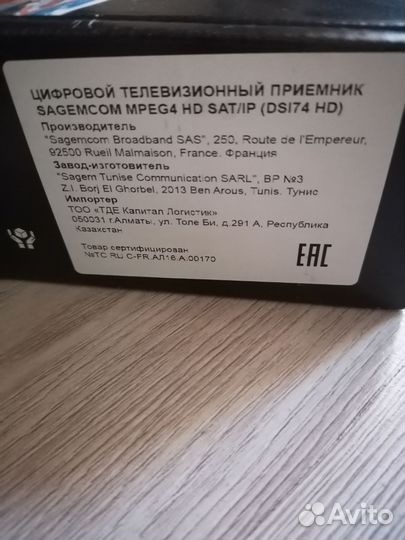 ЦИФРОВОЙ ТЕЛЕВИЗИОННЫЙ ПРИЕМНИК
SAGEMCOM MPEG4 HD SAT/IP (DSI74 HD)
Производитель
"Sagemcom Broadband SAS", 250, Route de l'Empereur,
92500 Rueil Malmaison, France. Франция
Завод-изготовитель
"Sagem Tunise Communication SARL", BP №3
Z.I. Borj El Ghorbel, 2013 Ben Arous, Tunis. Тунис
Импортер
ТОО «ТДЕ Капитал Логистик»
050031 г.Алматы, ул. Толе Би, д.291 А, Республика
Казахстан
Товар сертифицирован
№TC RU C-FR.АЛ16.А.00170
EAC
Avito